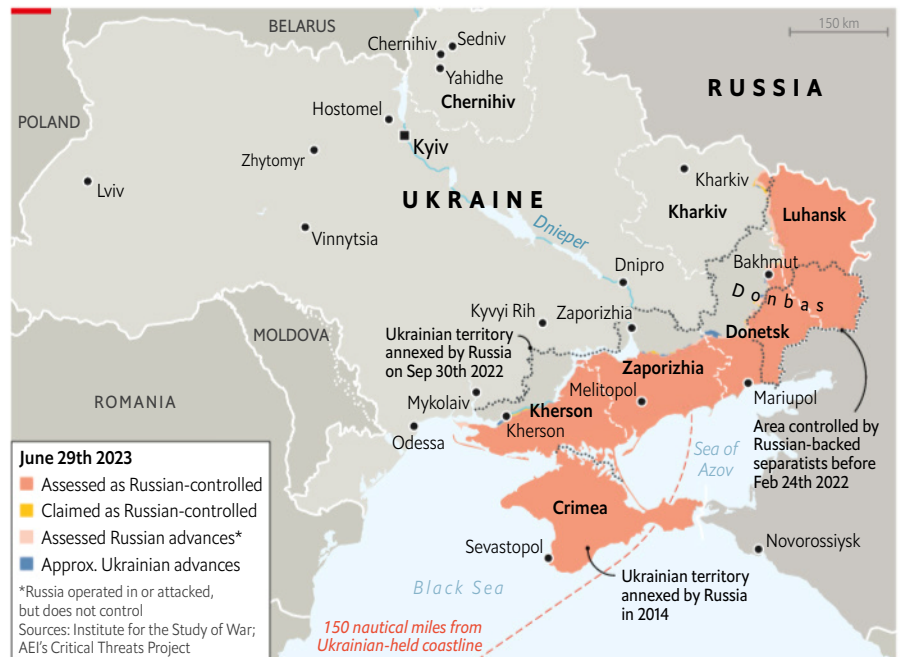 BELARUS
150 km
Chernihiv
Sedniv
Yahidhe
Chernihiv
RUSSIA
POLAND
Hostomel
Kyiv
Zhytomyr
Lviv
Kharkiv
UKRAINE
Kharkiv
Luhansk
Vinnytsia
Dnieper
Dnipro
Bakhmut
Donbas
Kyvyi Rih
Zaporizhia
MOLDOVA
Ukrainian territory
annexed by Russia
on Sep 30th 2022
Donetsk
Zaporizhia
Melitopol
ROMANIA
Mykolaiv
Kherson
Kherson
Mariupol
Odessa
Area controlled by
Russian-backed
separatists before
Feb 24th 2022
Sea of
Azov
June 29th 2023
Assessed as Russian-controlled
Claimed as Russian-controlled
Assessed Russian advances*
Approx. Ukrainian advances
*Russia operated in or attacked,
but does not control
Sources: Institute for the Study of War;
AEI's Critical Threats Project
Crimea
Sevastopol
Novorossiysk
Black Sea
Ukrainian territory
annexed by Russia
in 2014
150 nautical miles from
Ukrainian-held coastline